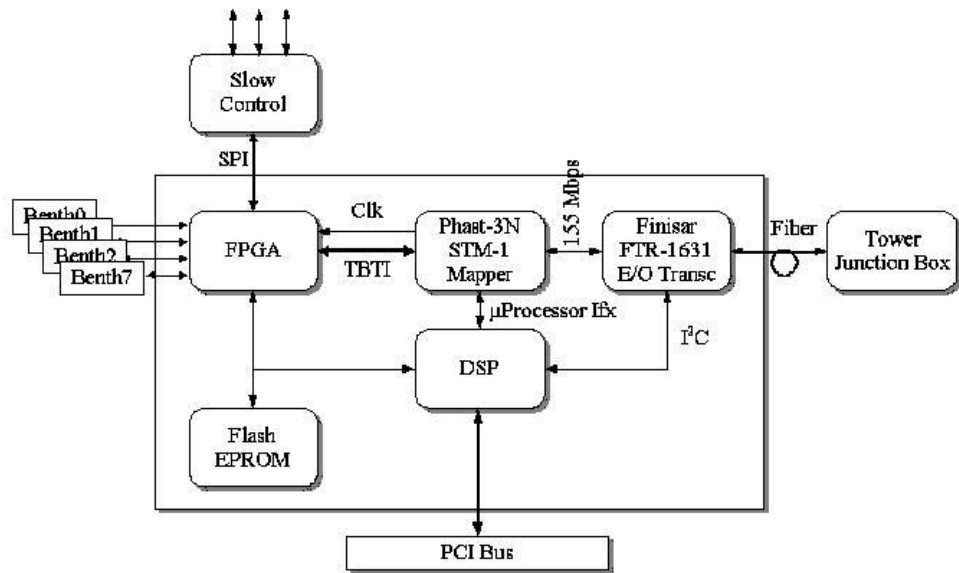 Slow
Control
SPI
Benth0
Benth1
Benth2
Benth7
FPGA
Clk
TBTI
Phast-3N
STM-1
Mapper
155 Mbps
Finisar
FTR-1631
E/O Transc
Fiber
Tower
Junction Box
µProcessor Ifx
I²C
DSP
Flash
EPROM
PCI Bus